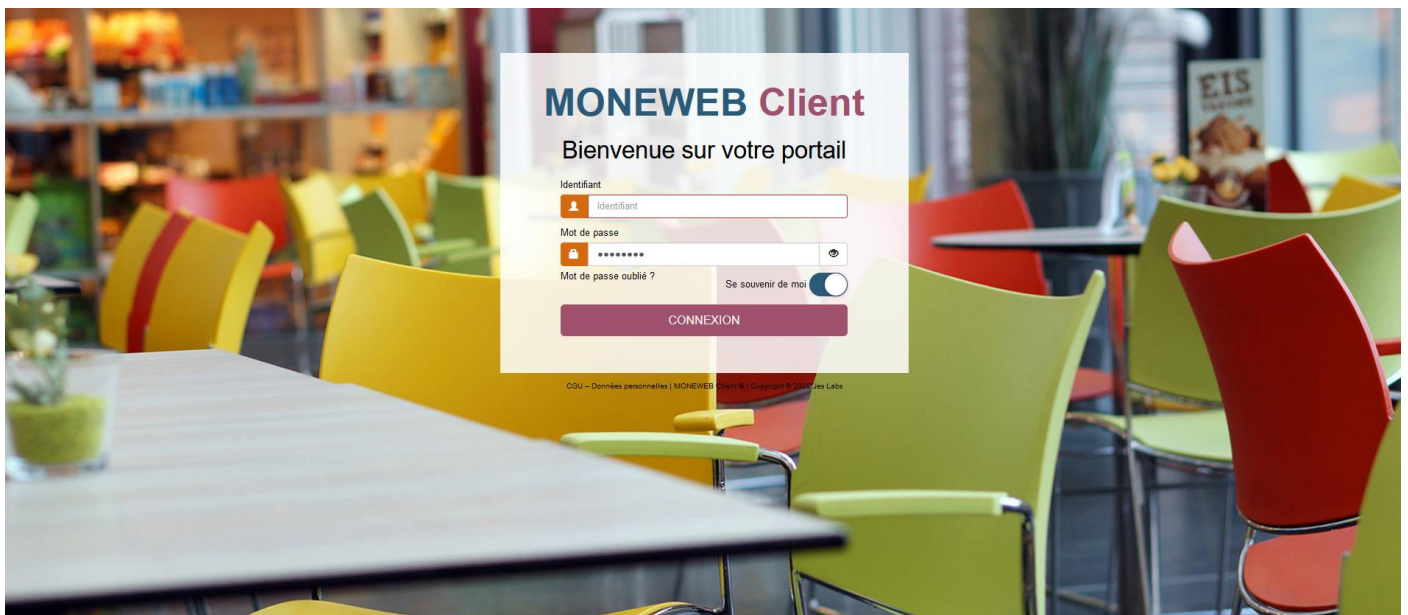 MONEWEB Client
Bienvenue sur votre portail
Identifiant
Identifiant
Mot de passe
••••••••
Mot de passe oublié ?
Se souvenir de moi
CONNEXION
CGU – Données personnelles | MONEWEB Client © | Copyright © 2022 Jes Labs
EIS